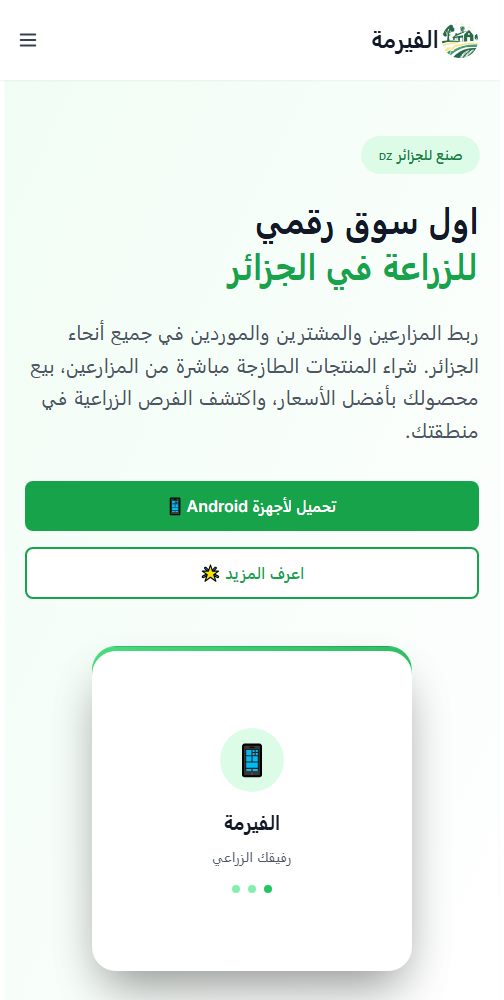 الفيرمة
صنع للجزائر DZ
اول سوق رقمي
للزراعة في الجزائر
ربط المزارعين والمشترين والموردين في جميع أنحاء
الجزائر. شراء المنتجات الطازجة مباشرة من المزارعين، بيع
محصولك بأفضل الأسعار، واكتشف الفرص الزراعية في
منطقتك.
تحميل لأجهزة Android 📱
اعرف المزيد 🌟
الفيرمة
رفيقك الزراعي